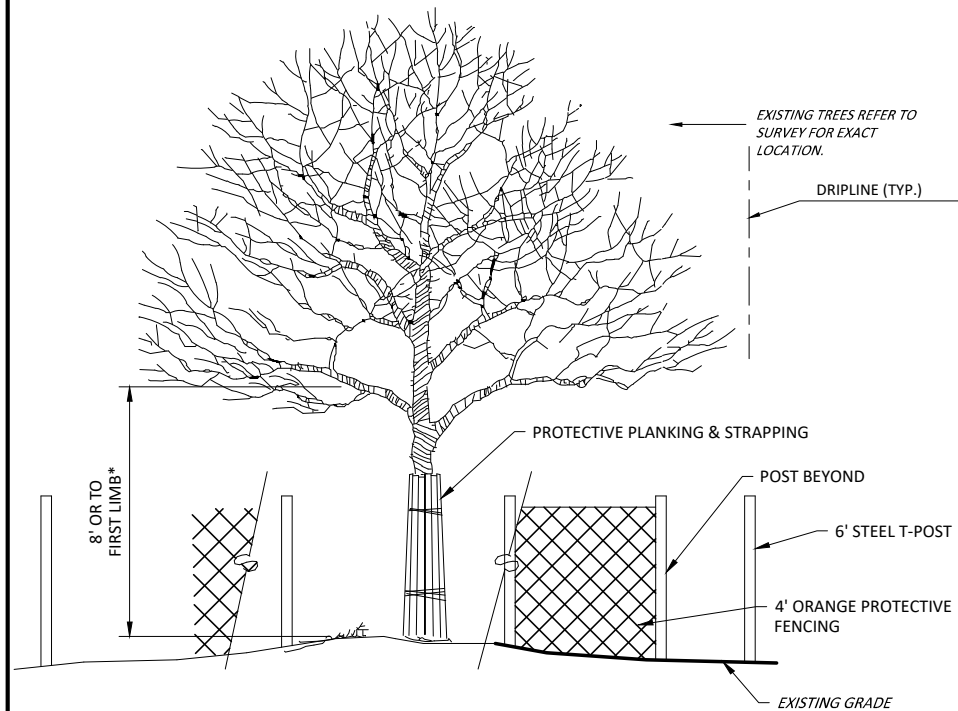 EXISTING TREES REFER TO
SURVEY FOR EXACT
LOCATION.
DRIPLINE (TYP.)
PROTECTIVE PLANKING & STRAPPING
POST BEYOND
8' OR TO
FIRST LIMB*
6' STEEL T-POST
4' ORANGE PROTECTIVE
FENCING
EXISTING GRADE